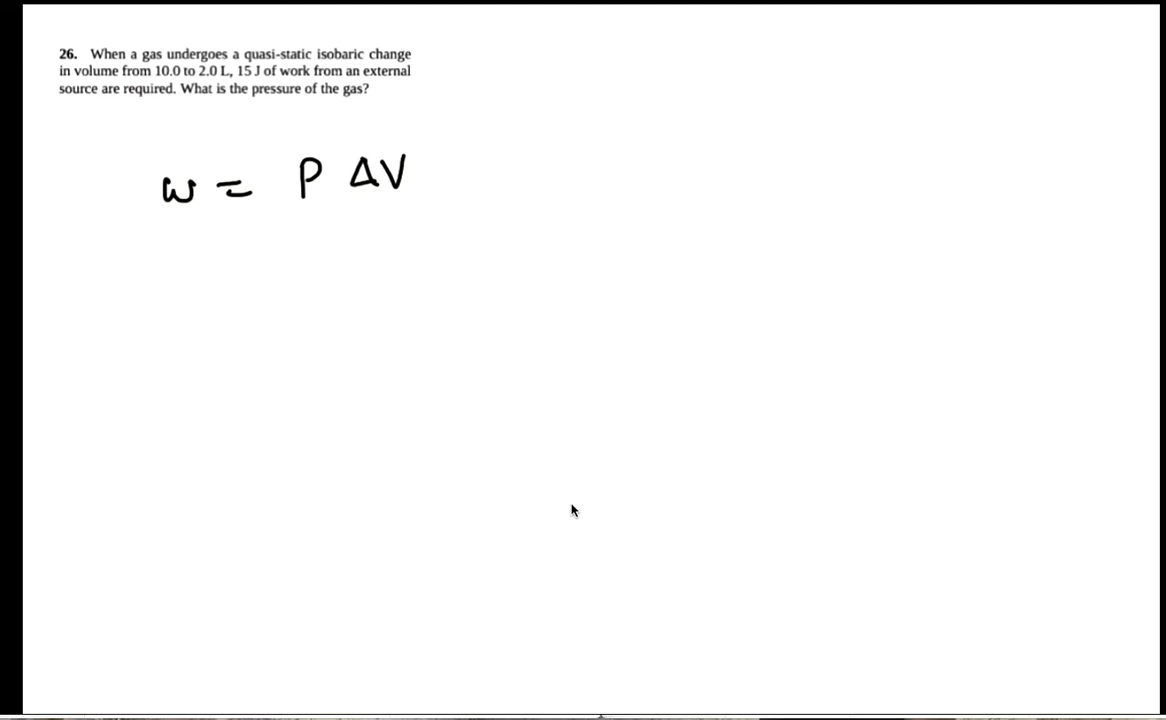 26. When a gas undergoes a quasi-static isobaric change
in volume from 10.0 to 2.0 L, 15 J of work from an external
source are required. What is the pressure of the gas?
w = P ΔV